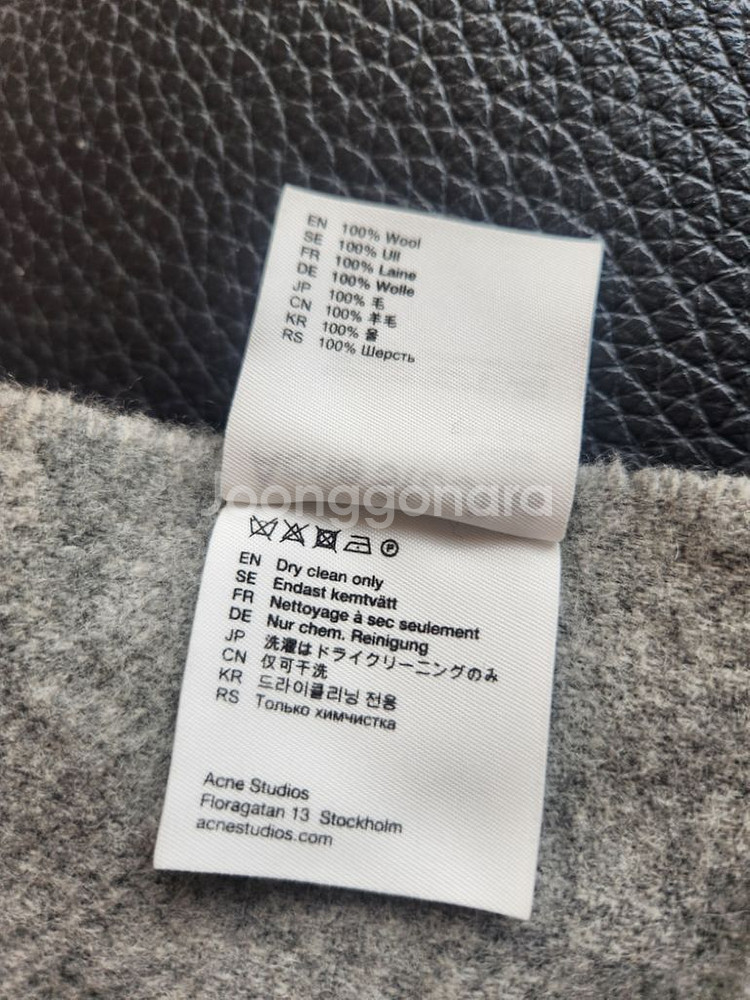 EN 100% Wool
SE 100% Ull
FR 100% Laine
DE 100% Wolle
JP 100% 毛
CN 100% 羊毛
KR 100% 울
RS 100% Шерсть
Joonggonara
EN Dry clean only
SE Endast kemtvätt
FR Nettoyage à sec seulement
DE Nur chem. Reinigung
JP 洗濯はドライクリーニングのみ
CN 仅可干洗
KR 드라이클리닝 전용
RS Только химчистка
Acne Studios
Floragatan 13 Stockholm
acnestudios.com